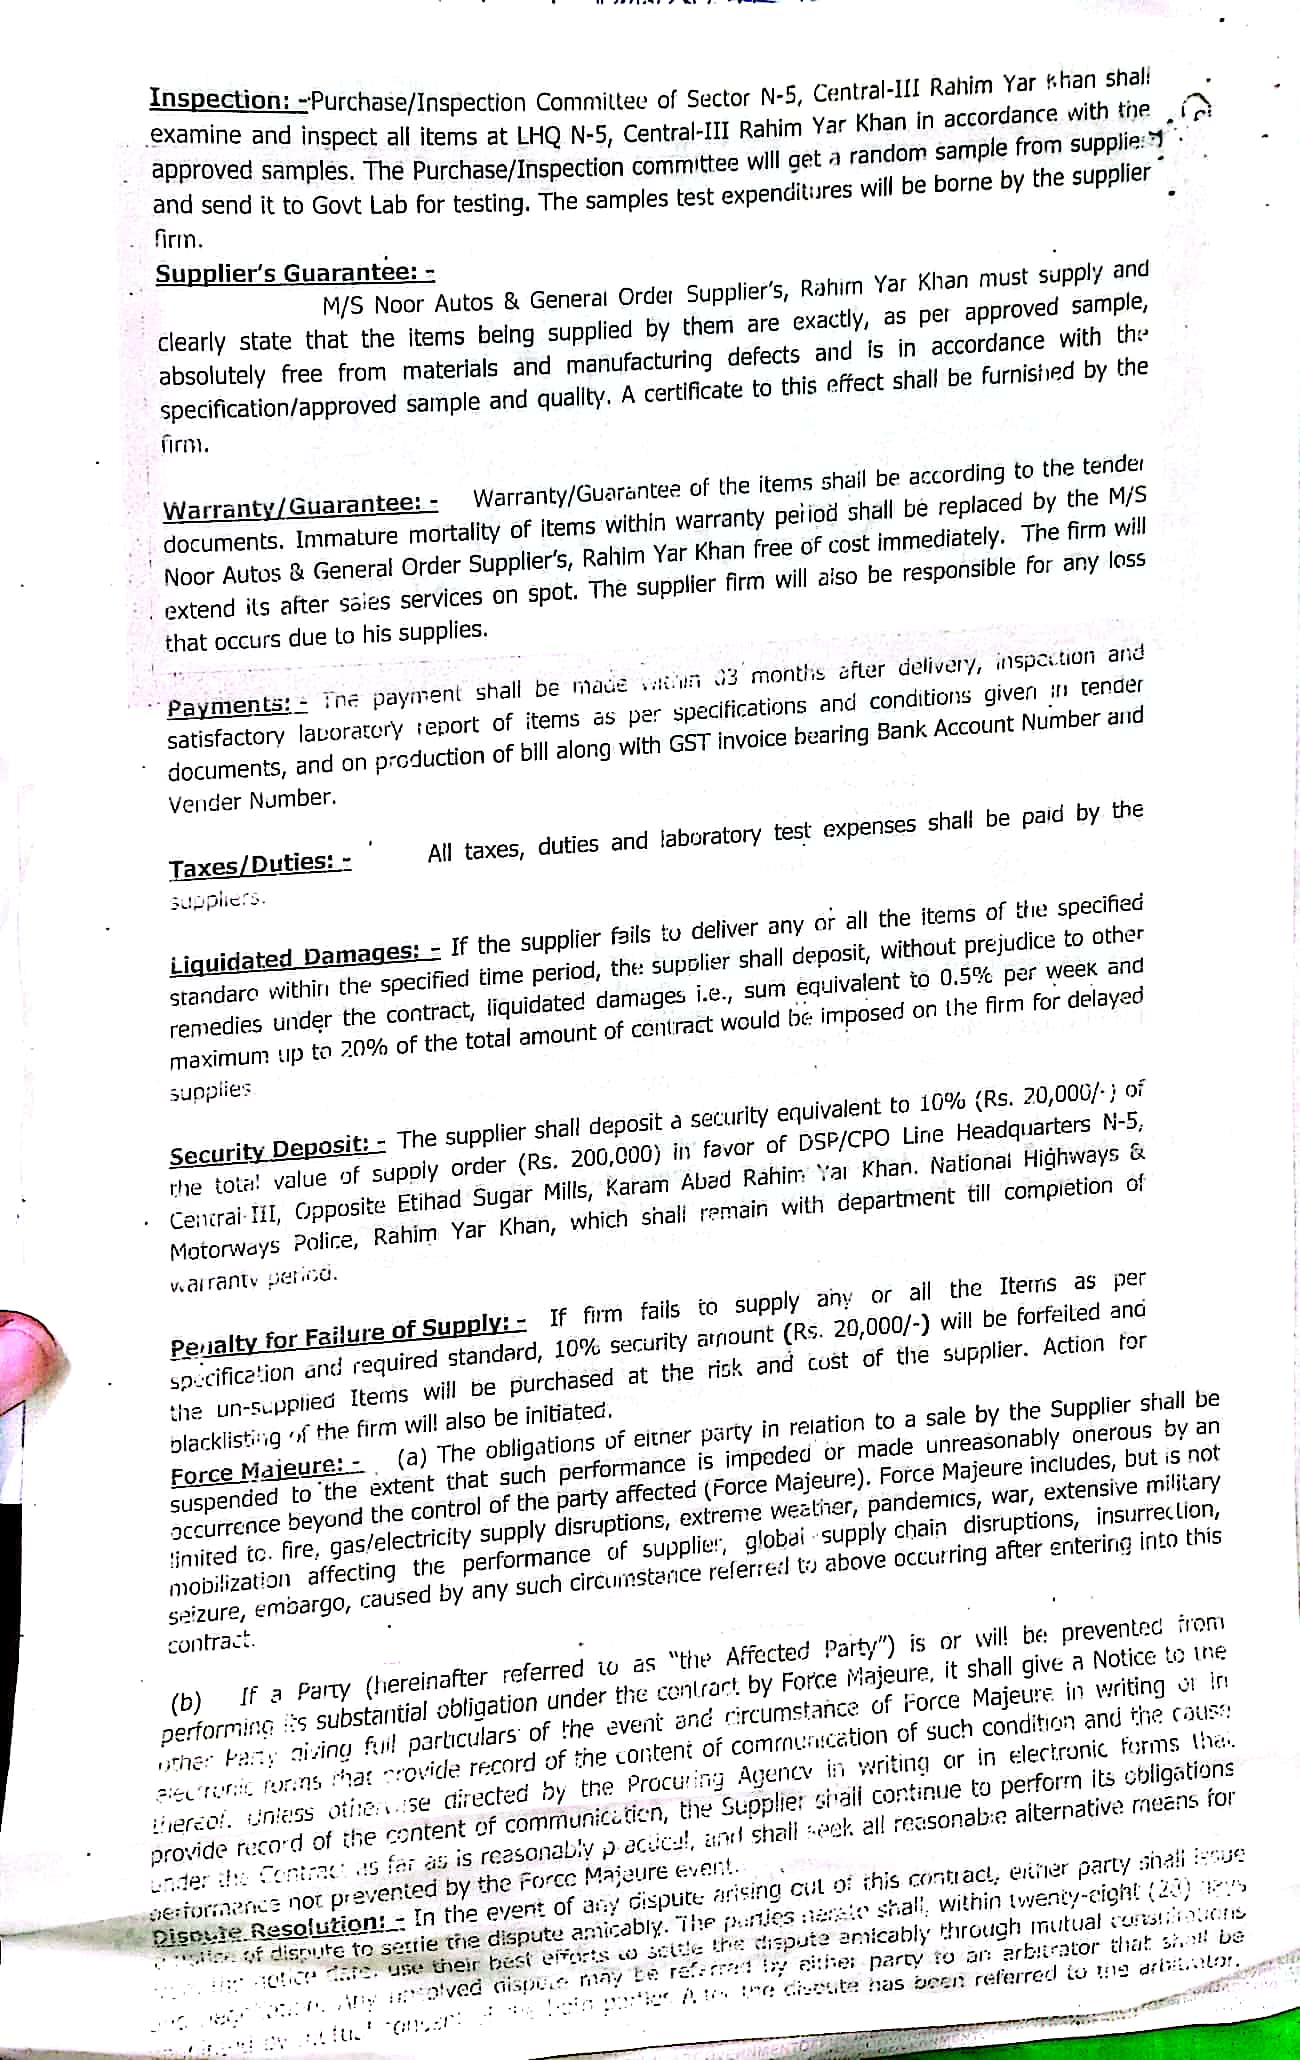 Inspection: -Purchase/Inspection Committee of Sector N-5, Central-III Rahim Yar Khan shall
examine and inspect all items at LHQ N-5, Central-III Rahim Yar Khan in accordance with the
approved samples. The Purchase/Inspection committee will get a random sample from supplier
and send it to Govt Lab for testing. The samples test expenditures will be borne by the supplier
firm.
Supplier's Guarantee: -
M/S Noor Autos & General Order Supplier's, Rahim Yar Khan must supply and
clearly state that the items being supplied by them are exactly, as per approved sample,
absolutely free from materials and manufacturing defects and is in accordance with the
specification/approved sample and quality. A certificate to this effect shall be furnished by the
firm.
Warranty/Guarantee: - Warranty/Guarantee of the items shall be according to the tender
documents. Immature mortality of items within warranty period shall be replaced by the M/S
Noor Autos & General Order Supplier's, Rahim Yar Khan free of cost immediately. The firm will
extend its after sales services on spot. The supplier firm will also be responsible for any loss
that occurs due to his supplies.
Payments: - The payment shall be made within 03 months after delivery, inspection and
satisfactory laboratory report of items as per specifications and conditions given in tender
documents, and on production of bill along with GST invoice bearing Bank Account Number and
Vender Number.
Taxes/Duties: - All taxes, duties and laboratory test expenses shall be paid by the
suppliers.
Liquidated Damages: - If the supplier fails to deliver any or all the items of the specified
standard within the specified time period, the supplier shall deposit, without prejudice to other
remedies under the contract, liquidated damages i.e., sum equivalent to 0.5% per week and
maximum up to 20% of the total amount of contract would be imposed on the firm for delayed
supplies
Security Deposit: - The supplier shall deposit a security equivalent to 10% (Rs. 20,000/-) of
the total value of supply order (Rs. 200,000) in favor of DSP/CPO Line Headquarters N-5,
Central-III, Opposite Etihad Sugar Mills, Karam Abad Rahim Yar Khan. National Highways &
Motorways Police, Rahim Yar Khan, which shall remain with department till completion of
warranty period.
Penalty for Failure of Supply: - If firm fails to supply any or all the Items as per
specification and required standard, 10% security amount (Rs. 20,000/-) will be forfeited and
the un-supplied Items will be purchased at the risk and cost of the supplier. Action for
blacklisting of the firm will also be initiated.
Force Majeure: - (a) The obligations of either party in relation to a sale by the Supplier shall be
suspended to the extent that such performance is impeded or made unreasonably onerous by an
occurrence beyond the control of the party affected (Force Majeure). Force Majeure includes, but is not
limited to. fire, gas/electricity supply disruptions, extreme weather, pandemics, war, extensive military
mobilization affecting the performance of supplier, global supply chain disruptions, insurrection,
seizure, embargo, caused by any such circumstance referred to above occurring after entering into this
contract.
(b) If a Party (hereinafter referred to as "the Affected Party") is or will be prevented from
performing its substantial obligation under the contract by Force Majeure, it shall give a Notice to the
other Party giving full particulars of the event and circumstance of Force Majeure in writing or in
electronic forms that provide record of the content of communication of such condition and the cause
thereof. Unless otherwise directed by the Procuring Agency in writing or in electronic forms that
provide record of the content of communication, the Supplier shall continue to perform its obligations
under the Contract as far as is reasonably practical, and shall seek all reasonable alternative means for
performance not prevented by the Force Majeure event.
Dispute Resolution: - In the event of any dispute arising out of this contract, either party shall issue
of dispute to settle the dispute amicably. The parties hereto shall, within twenty-eight (28) days
notice date, use their best efforts to settle the dispute amicably through mutual consultations
Any unsolved dispute may be referred by either party to an arbitrator that shall be
mutual consent of the both parties. After the dispute has been referred to the arbitrator.